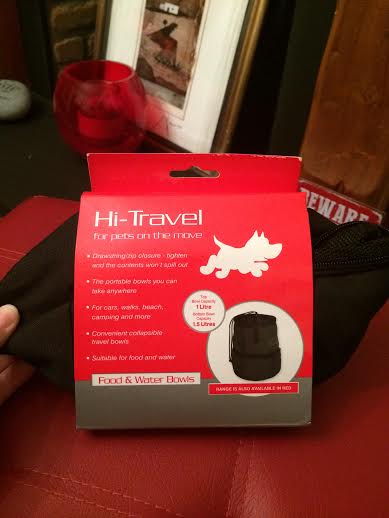 Hi-Travel
for pets on the move
• Drawstring/zip closure - tighten
and the contents won't spill out
• The portable bowls you can
take anywhere
• For cars, walks, beach,
camping and more
• Convenient collapsible
travel bowls
• Suitable for food and water
Food & Water Bowls
Top
Bowl Capacity
1 Litre
Bottom Bowl
Capacity
1.5 Litres
RANGE IS ALSO AVAILABLE IN RED
BEWARE